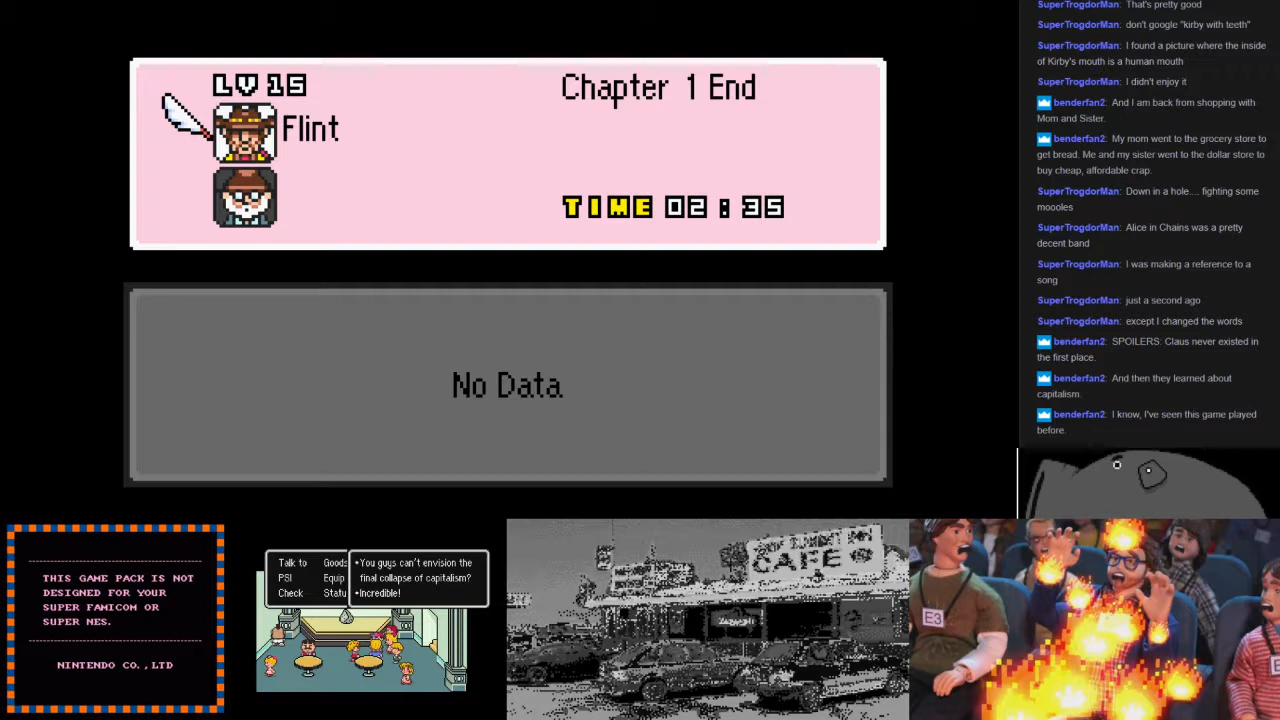 LV 15
Flint
Chapter 1 End
TIME 02:35
No Data
SuperTrogdorMan: That's pretty good
SuperTrogdorMan: don't google "kirby with teeth"
SuperTrogdorMan: I found a picture where the inside
of Kirby's mouth is a human mouth
SuperTrogdorMan: I didn't enjoy it
benderfan2: And I am back from shopping with
Mom and Sister.
benderfan2: My mom went to the grocery store to
get bread. Me and my sister went to the dollar store to
buy cheap, affordable crap.
SuperTrogdorMan: Down in a hole.... fighting some
moooles
SuperTrogdorMan: Alice in Chains was a pretty
decent band
SuperTrogdorMan: I was making a reference to a
song
SuperTrogdorMan: just a second ago
SuperTrogdorMan: except I changed the words
benderfan2: SPOILERS: Claus never existed in
the first place.
benderfan2: And then they learned about
capitalism.
benderfan2: I know, I've seen this game played
before.
THIS GAME PACK IS NOT
DESIGNED FOR YOUR
SUPER FAMICOM OR
SUPER NES.
NINTENDO CO.,LTD
Talk to Goods
PSI Equip
Check Statu
•You guys can't envision the
final collapse of capitalism?
•Incredible!
CAFE
E3